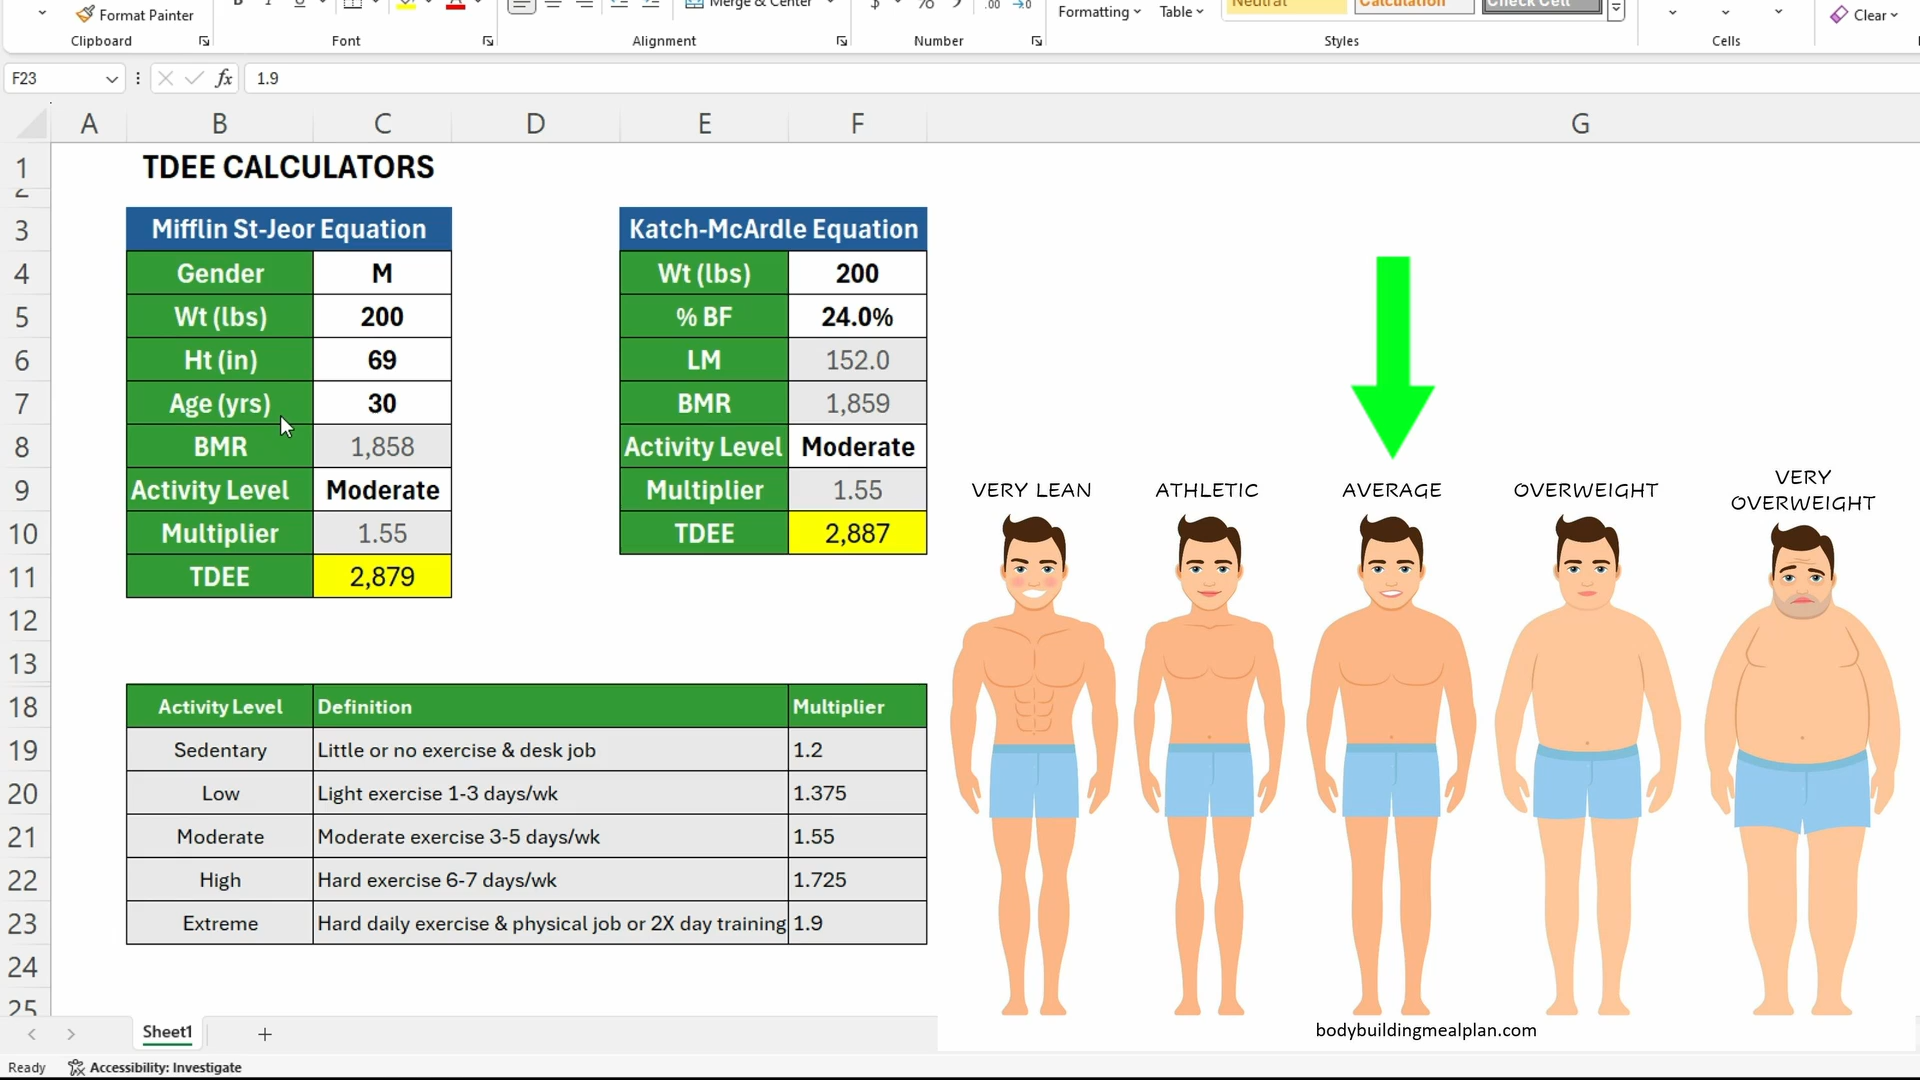 Format Painter
Merge & Center
$
%
.00
Formatting
Table
Neutral
Calculation
Check Cell
Clear
Clipboard
Font
Alignment
Number
Styles
Cells
F23
fx
1.9
A B C D E F G
1 TDEE CALCULATORS
2
3 Mifflin St-Jeor Equation Katch-McArdle Equation
4 Gender M Wt (lbs) 200
5 Wt (lbs) 200 % BF 24.0%
6 Ht (in) 69 LM 152.0
7 Age (yrs) 30 BMR 1,859
8 BMR 1,858 Activity Level Moderate
9 Activity Level Moderate Multiplier 1.55
10 Multiplier 1.55 TDEE 2,887
11 TDEE 2,879
12
13
18 Activity Level Definition Multiplier
19 Sedentary Little or no exercise & desk job 1.2
20 Low Light exercise 1-3 days/wk 1.375
21 Moderate Moderate exercise 3-5 days/wk 1.55
22 High Hard exercise 6-7 days/wk 1.725
23 Extreme Hard daily exercise & physical job or 2X day training 1.9
24
25
VERY LEAN
ATHLETIC
AVERAGE
OVERWEIGHT
VERY
OVERWEIGHT
bodybuildingmealplan.com
Sheet1
Ready
Accessibility: Investigate